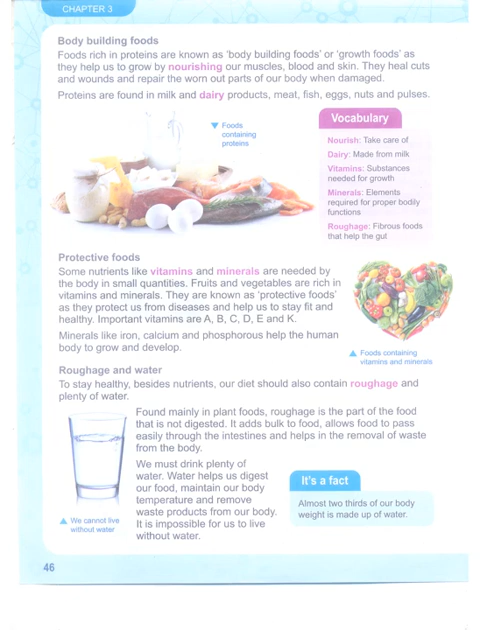 CHAPTER 3
Body building foods
Foods rich in proteins are known as 'body building foods' or 'growth foods' as
they help us to grow by nourishing our muscles, blood and skin. They heal cuts
and wounds and repair the worn out parts of our body when damaged.
Proteins are found in milk and dairy products, meat, fish, eggs, nuts and pulses.
▼ Foods
containing
proteins
Vocabulary
Nourish: Take care of
Dairy: Made from milk
Vitamins: Substances
needed for growth
Minerals: Elements
required for proper bodily
functions
Roughage: Fibrous foods
that help the gut
Protective foods
Some nutrients like vitamins and minerals are needed by
the body in small quantities. Fruits and vegetables are rich in
vitamins and minerals. They are known as 'protective foods'
as they protect us from diseases and help us to stay fit and
healthy. Important vitamins are A, B, C, D, E and K.
Minerals like iron, calcium and phosphorous help the human
body to grow and develop.
▲ Foods containing
vitamins and minerals
Roughage and water
To stay healthy, besides nutrients, our diet should also contain roughage and
plenty of water.
Found mainly in plant foods, roughage is the part of the food
that is not digested. It adds bulk to food, allows food to pass
easily through the intestines and helps in the removal of waste
from the body.
We must drink plenty of
water. Water helps us digest
our food, maintain our body
temperature and remove
waste products from our body.
It is impossible for us to live
without water.
▲ We cannot live
without water
It's a fact
Almost two thirds of our body
weight is made up of water.
46